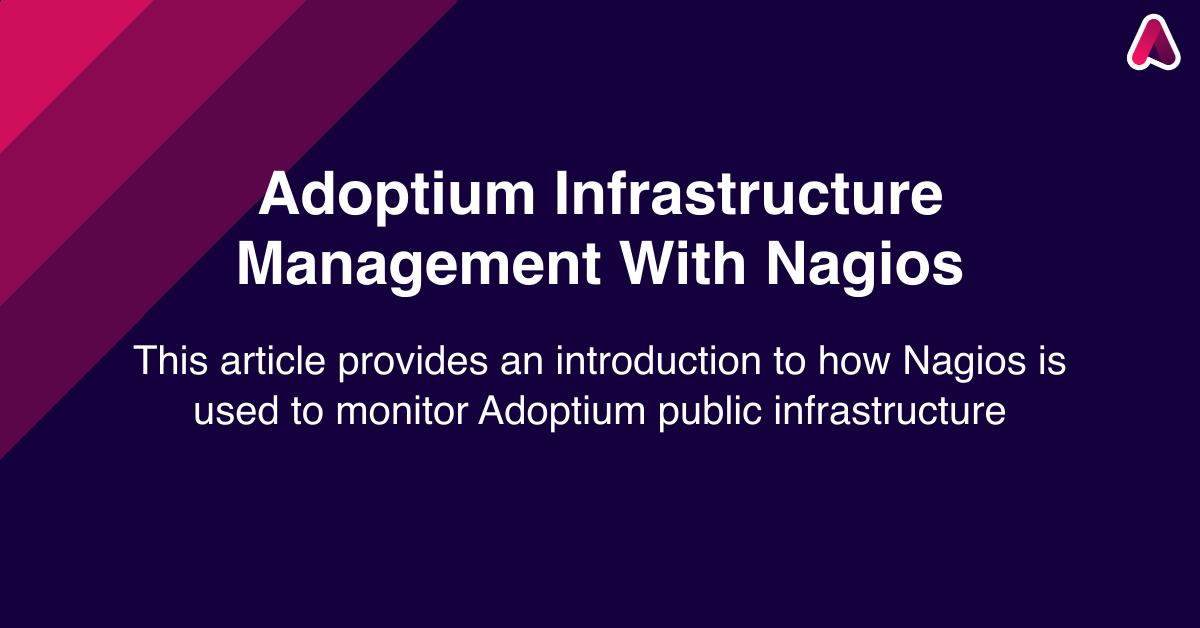 Adoptium Infrastructure
Management With Nagios
This article provides an introduction to how Nagios is
used to monitor Adoptium public infrastructure